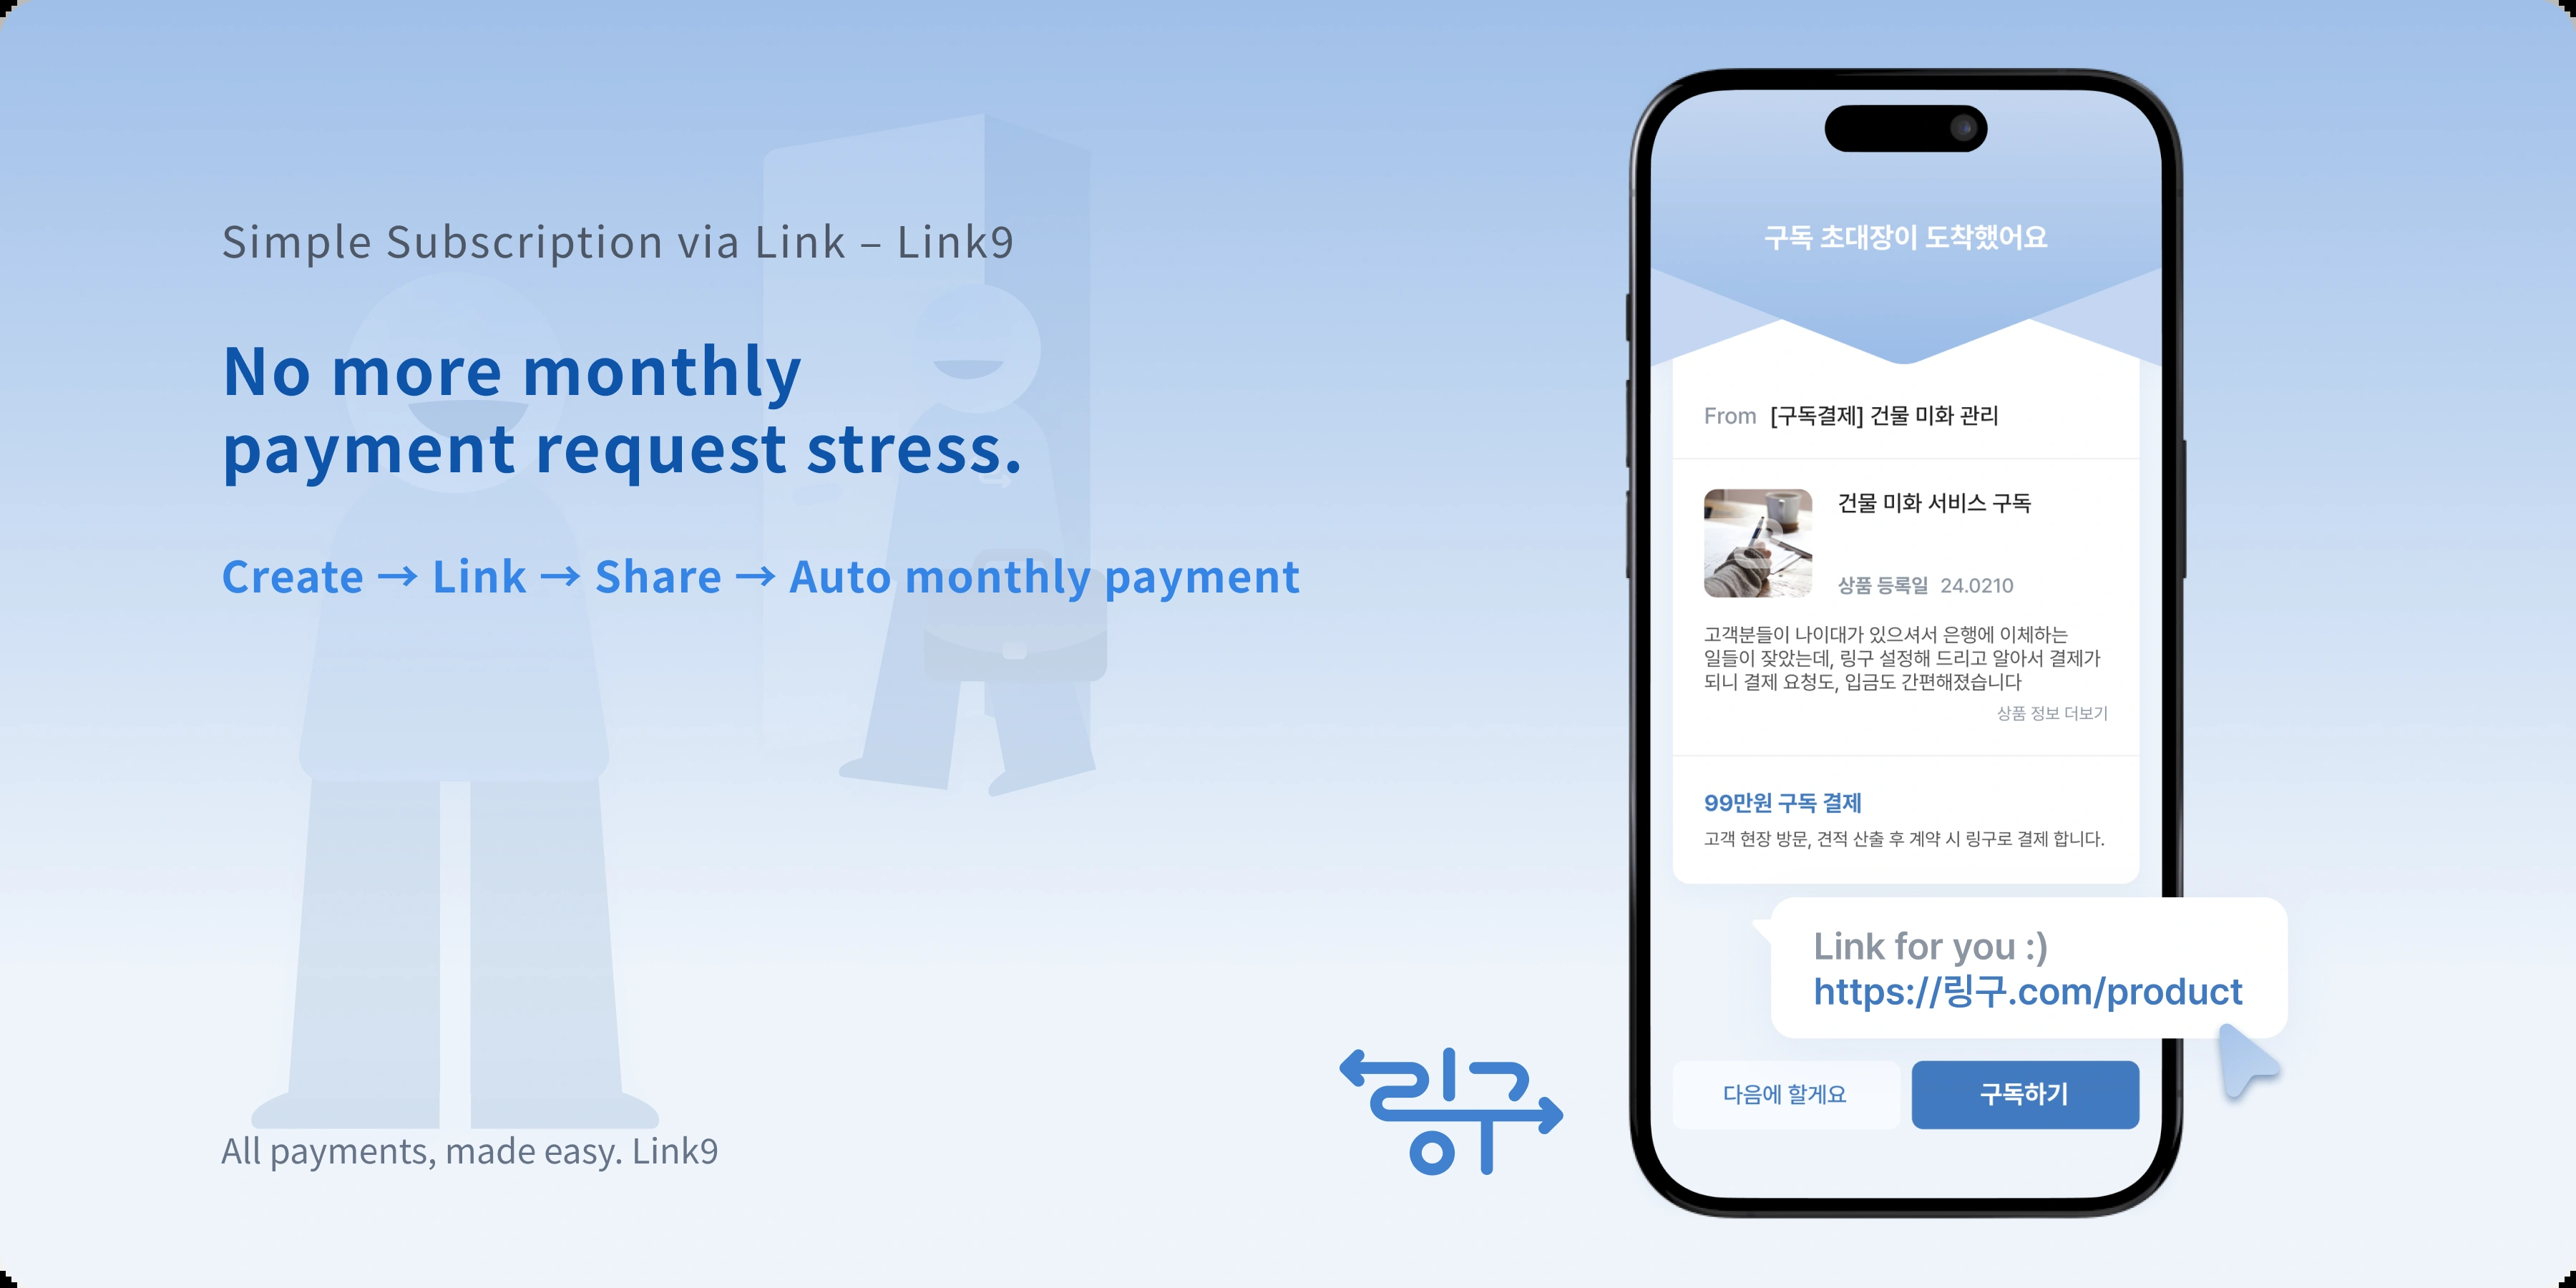 Simple Subscription via Link – Link9
No more monthly
payment request stress.
Create → Link → Share → Auto monthly payment
All payments, made easy. Link9
링구
구독 초대장이 도착했어요
From [구독결제] 건물 미화 관리
건물 미화 서비스 구독
상품 등록일 24.0210
고객분들이 나이대가 있으셔서 은행에 이체하는
일들이 잦았는데, 링구 설정해 드리고 알아서 결제가
되니 결제 요청도, 입금도 간편해졌습니다
상품 정보 더보기
99만원 구독 결제
고객 현장 방문, 견적 산출 후 계약 시 링구로 결제 합니다.
Link for you :)
https://링구.com/product
다음에 할게요
구독하기